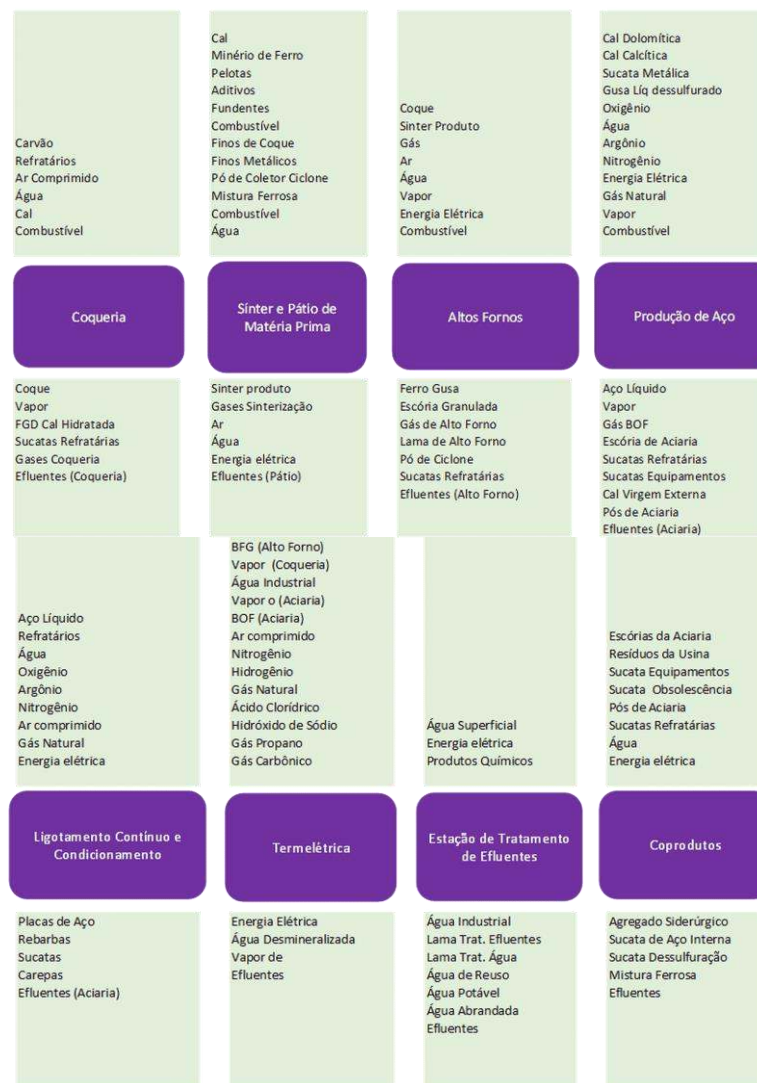 Carvão
Refratários
Ar Comprimido
Água
Cal
Combustível
Cal
Minério de Ferro
Pelotas
Aditivos
Fundentes
Combustível
Finos de Coque
Finos Metálicos
Pó de Coletor Ciclone
Mistura Ferrosa
Combustível
Água
Coque
Sinter Produto
Gás
Ar
Água
Vapor
Energia Elétrica
Combustível
Cal Dolomítica
Cal Calcítica
Sucata Metálica
Gusa Líq dessulfurado
Oxigênio
Água
Argônio
Nitrogênio
Energia Elétrica
Gás Natural
Vapor
Combustível
Coqueria
Sínter e Pátio de
Matéria Prima
Altos Fornos
Produção de Aço
Coque
Vapor
FGD Cal Hidratada
Sucatas Refratárias
Gases Coqueria
Efluentes (Coqueria)
Sinter produto
Gases Sinterização
Ar
Água
Energia elétrica
Efluentes (Pátio)
Ferro Gusa
Escória Granulada
Gás de Alto Forno
Lama de Alto Forno
Pó de Ciclone
Sucatas Refratárias
Efluentes (Alto Forno)
Aço Líquido
Vapor
Gás BOF
Escória de Aciaria
Sucatas Refratárias
Sucatas Equipamentos
Cal Virgem Externa
Pós de Aciaria
Efluentes (Aciaria)
Aço Líquido
Refratários
Água
Oxigênio
Argônio
Nitrogênio
Ar comprimido
Gás Natural
Energia elétrica
BFG (Alto Forno)
Vapor (Coqueria)
Água Industrial
Vapor o (Aciaria)
BOF (Aciaria)
Ar comprimido
Nitrogênio
Hidrogênio
Gás Natural
Ácido Clorídrico
Hidróxido de Sódio
Gás Propano
Gás Carbônico
Água Superficial
Energia elétrica
Produtos Químicos
Escórias da Aciaria
Resíduos da Usina
Sucata Equipamentos
Sucata Obsolescência
Pós de Aciaria
Sucatas Refratárias
Água
Energia elétrica
Ligotamento Contínuo e
Condicionamento
Termelétrica
Estação de Tratamento
de Efluentes
Coprodutos
Placas de Aço
Rebarbas
Sucatas
Carepas
Efluentes (Aciaria)
Energia Elétrica
Água Desmineralizada
Vapor de
Efluentes
Água Industrial
Lama Trat. Efluentes
Lama Trat. Água
Água de Reuso
Água Potável
Água Abrandada
Efluentes
Agregado Siderúrgico
Sucata de Aço Interna
Sucata Dessulfuração
Mistura Ferrosa
Efluentes